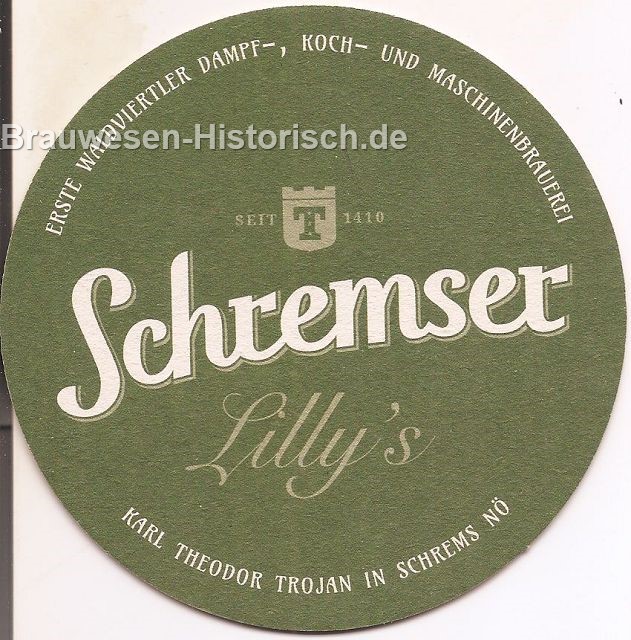 ERSTE WALDVIERTLER DAMPF-, KOCH- UND MASCHINENBRAUEREI
Brauwesen-Historisch.de
SEIT T 1410
Schremser
Lilly's
KARL THEODOR TROJAN IN SCHREMS NÖ